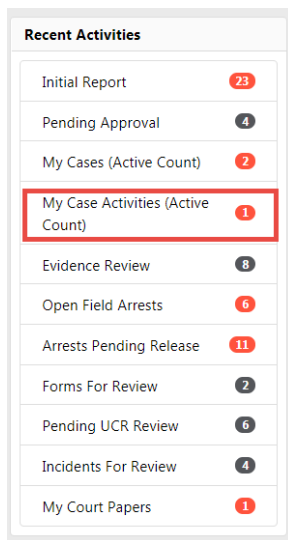 Recent Activities
Initial Report 23
Pending Approval 4
My Cases (Active Count) 2
My Case Activities (Active
Count) 1
Evidence Review 8
Open Field Arrests 6
Arrests Pending Release 11
Forms For Review 2
Pending UCR Review 6
Incidents For Review 4
My Court Papers 1